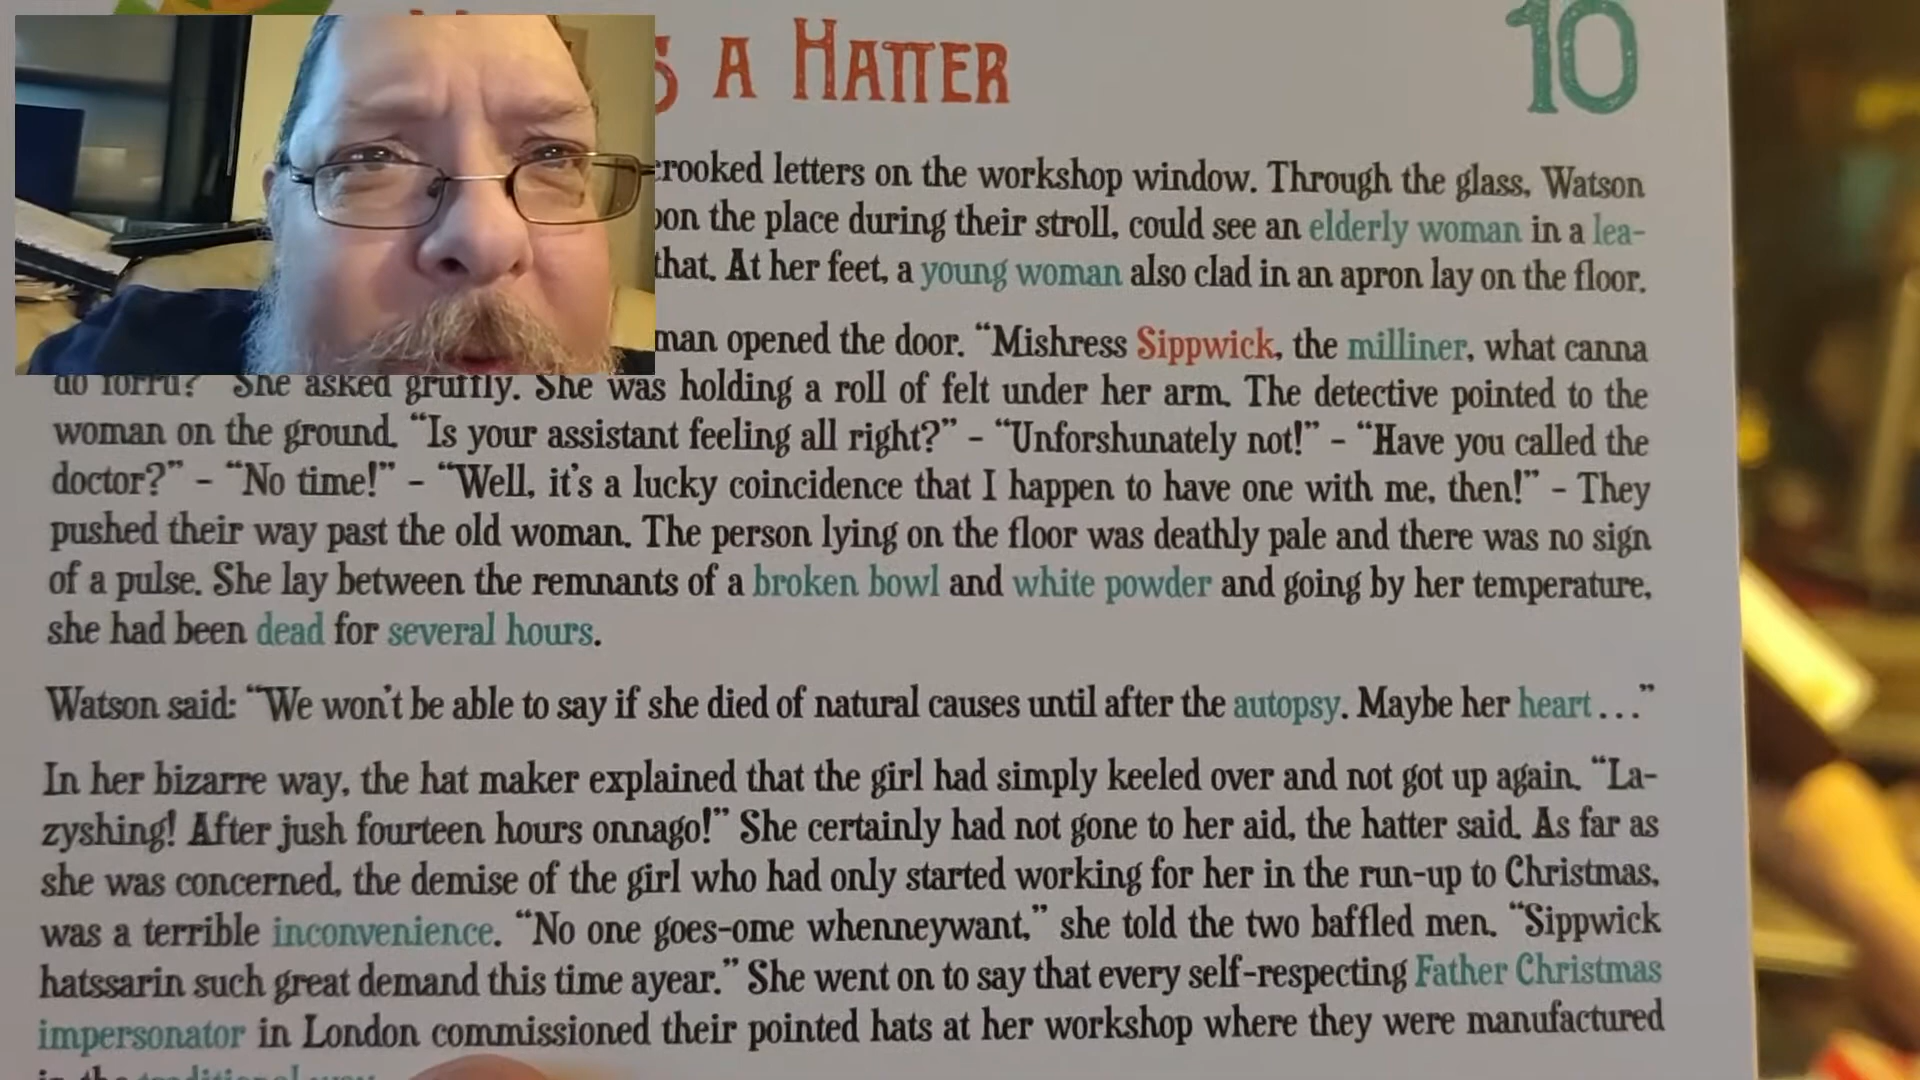 A HATTER
10
crooked letters on the workshop window. Through the glass, Watson
the place during their stroll, could see an elderly woman in a lea-
that. At her feet, a young woman also clad in an apron lay on the floor.
opened the door. “Mishress Sippwick, the milliner, what canna
do forru?” She asked gruffly. She was holding a roll of felt under her arm. The detective pointed to the
woman on the ground. “Is your assistant feeling all right?” – “Unforshunately not!” – “Have you called the
doctor?” – “No time!” – “Well, it’s a lucky coincidence that I happen to have one with me, then!” – They
pushed their way past the old woman. The person lying on the floor was deathly pale and there was no sign
of a pulse. She lay between the remnants of a broken bowl and white powder and going by her temperature,
she had been dead for several hours.
Watson said: “We won’t be able to say if she died of natural causes until after the autopsy. Maybe her heart . . .”
In her bizarre way, the hat maker explained that the girl had simply keeled over and not got up again. “La-
zyshing! After jush fourteen hours onnago!” She certainly had not gone to her aid, the hatter said. As far as
she was concerned, the demise of the girl who had only started working for her in the run-up to Christmas,
was a terrible inconvenience. “No one goes-ome whenneywant,” she told the two baffled men. “Sippwick
hatssarin such great demand this time ayear.” She went on to say that every self-respecting Father Christmas
impersonator in London commissioned their pointed hats at her workshop where they were manufactured